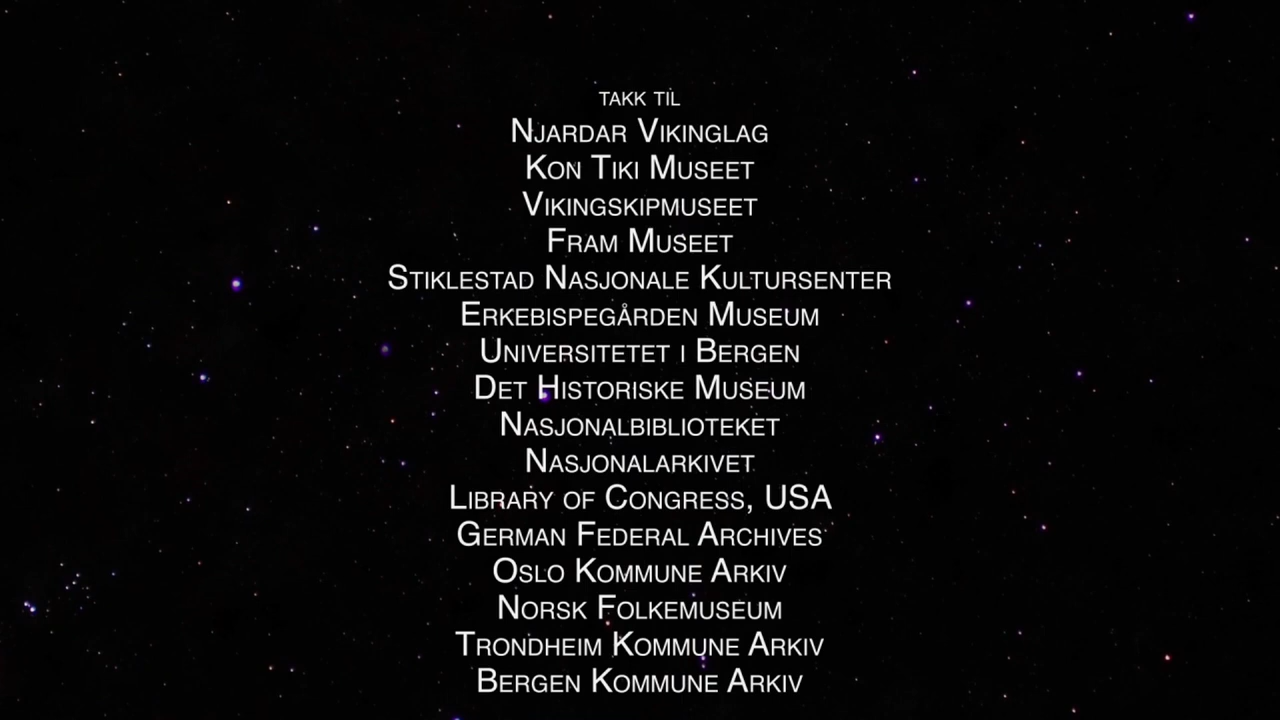 TAKK TIL
NJARDAR VIKINGLAG
KON TIKI MUSEET
VIKINGSKIPMUSEET
FRAM MUSEET
STIKLESTAD NASJONALE KULTURSENTER
ERKEBISPEGÅRDEN MUSEUM
UNIVERSITETET I BERGEN
DET HISTORISKE MUSEUM
NASJONALBIBLIOTEKET
NASJONALARKIVET
LIBRARY OF CONGRESS, USA
GERMAN FEDERAL ARCHIVES
OSLO KOMMUNE ARKIV
NORSK FOLKEMUSEUM
TRONDHEIM KOMMUNE ARKIV
BERGEN KOMMUNE ARKIV